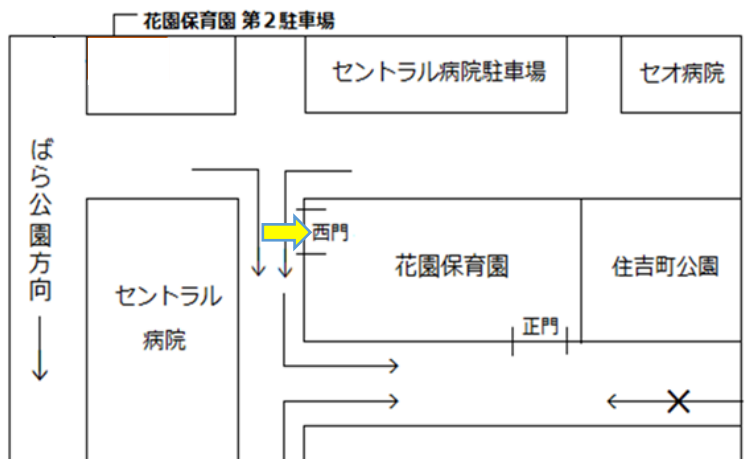 花園保育園 第2駐車場
セントラル病院駐車場
セオ病院
ばら公園方向
西門
花園保育園
住吉町公園
セントラル
病院
正門